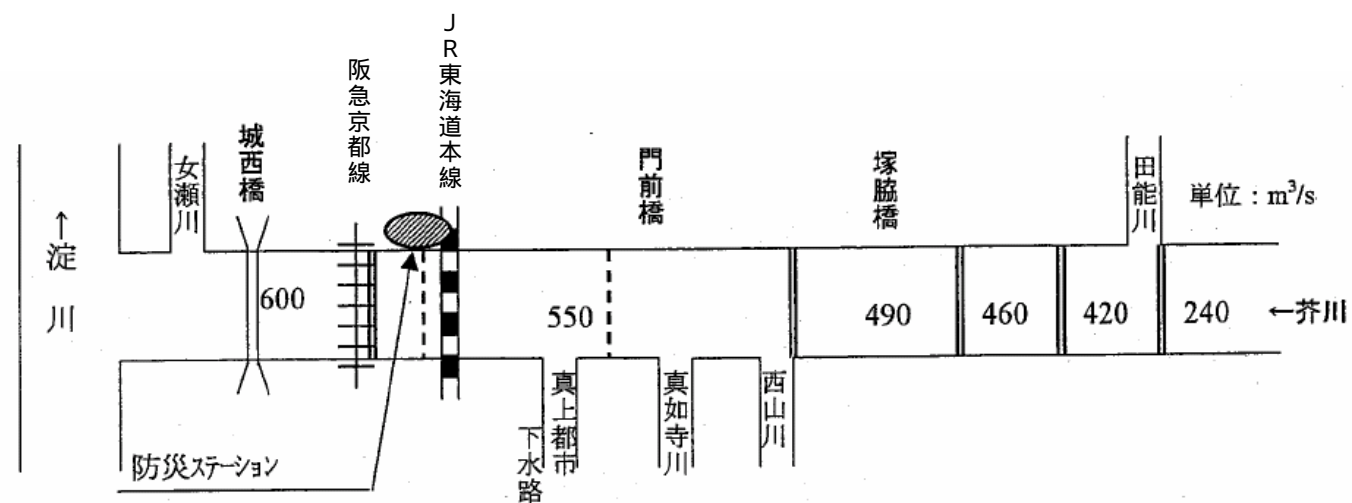 JR東海道本線
阪急京都線
城西橋
女瀬川
門前橋
塚脇橋
田能川
単位：m³/s
↑
淀川
600
550
490
460
420
240
←芥川
真上都市
下水路
真如寺川
西山川
防災ステーション